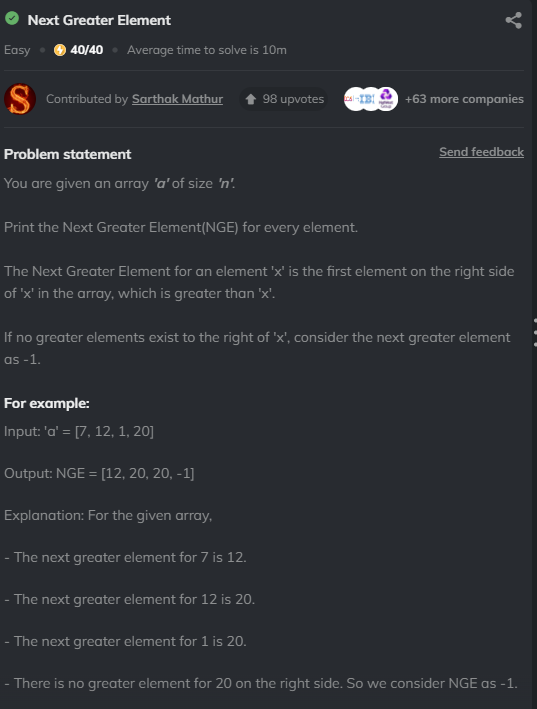 Next Greater Element
Easy • 40/40 • Average time to solve is 10m
Contributed by Sarthak Mathur 98 upvotes +63 more companies
Problem statement Send feedback
You are given an array 'a' of size 'n'.
Print the Next Greater Element(NGE) for every element.
The Next Greater Element for an element 'x' is the first element on the right side
of 'x' in the array, which is greater than 'x'.
If no greater elements exist to the right of 'x', consider the next greater element
as -1.
For example:
Input: 'a' = [7, 12, 1, 20]
Output: NGE = [12, 20, 20, -1]
Explanation: For the given array,
- The next greater element for 7 is 12.
- The next greater element for 12 is 20.
- The next greater element for 1 is 20.
- There is no greater element for 20 on the right side. So we consider NGE as -1.